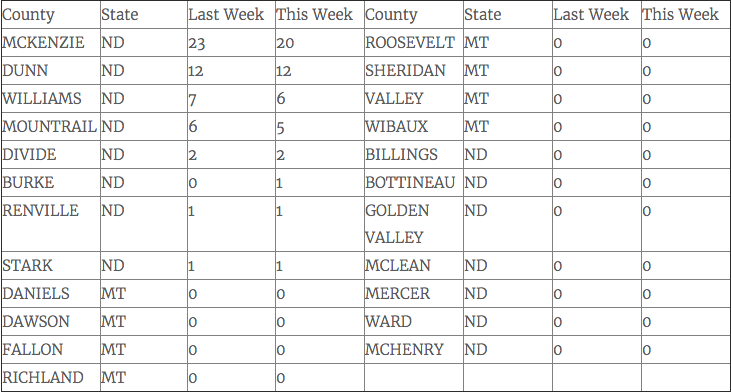 County State Last Week This Week County State Last Week This Week
MCKENZIE ND 23 20 ROOSEVELT MT 0 0
DUNN ND 12 12 SHERIDAN MT 0 0
WILLIAMS ND 7 6 VALLEY MT 0 0
MOUNTRAIL ND 6 5 WIBAUX MT 0 0
DIVIDE ND 2 2 BILLINGS ND 0 0
BURKE ND 0 1 BOTTINEAU ND 0 0
RENVILLE ND 1 1 GOLDEN ND 0 0
VALLEY
STARK ND 1 1 MCLEAN ND 0 0
DANIELS MT 0 0 MERCER ND 0 0
DAWSON MT 0 0 WARD ND 0 0
FALLON MT 0 0 MCHENRY ND 0 0
RICHLAND MT 0 0